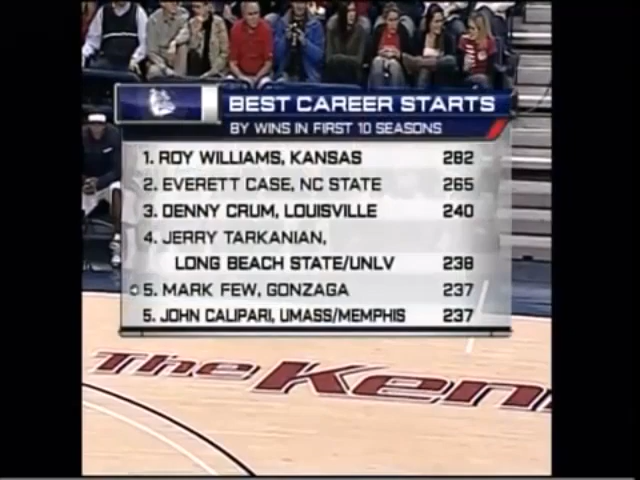 BEST CAREER STARTS
BY WINS IN FIRST 10 SEASONS
1. ROY WILLIAMS, KANSAS 282
2. EVERETT CASE, NC STATE 265
3. DENNY CRUM, LOUISVILLE 240
4. JERRY TARKANIAN,
LONG BEACH STATE/UNLV 238
5. MARK FEW, GONZAGA 237
5. JOHN CALIPARI, UMASS/MEMPHIS 237
The Ken